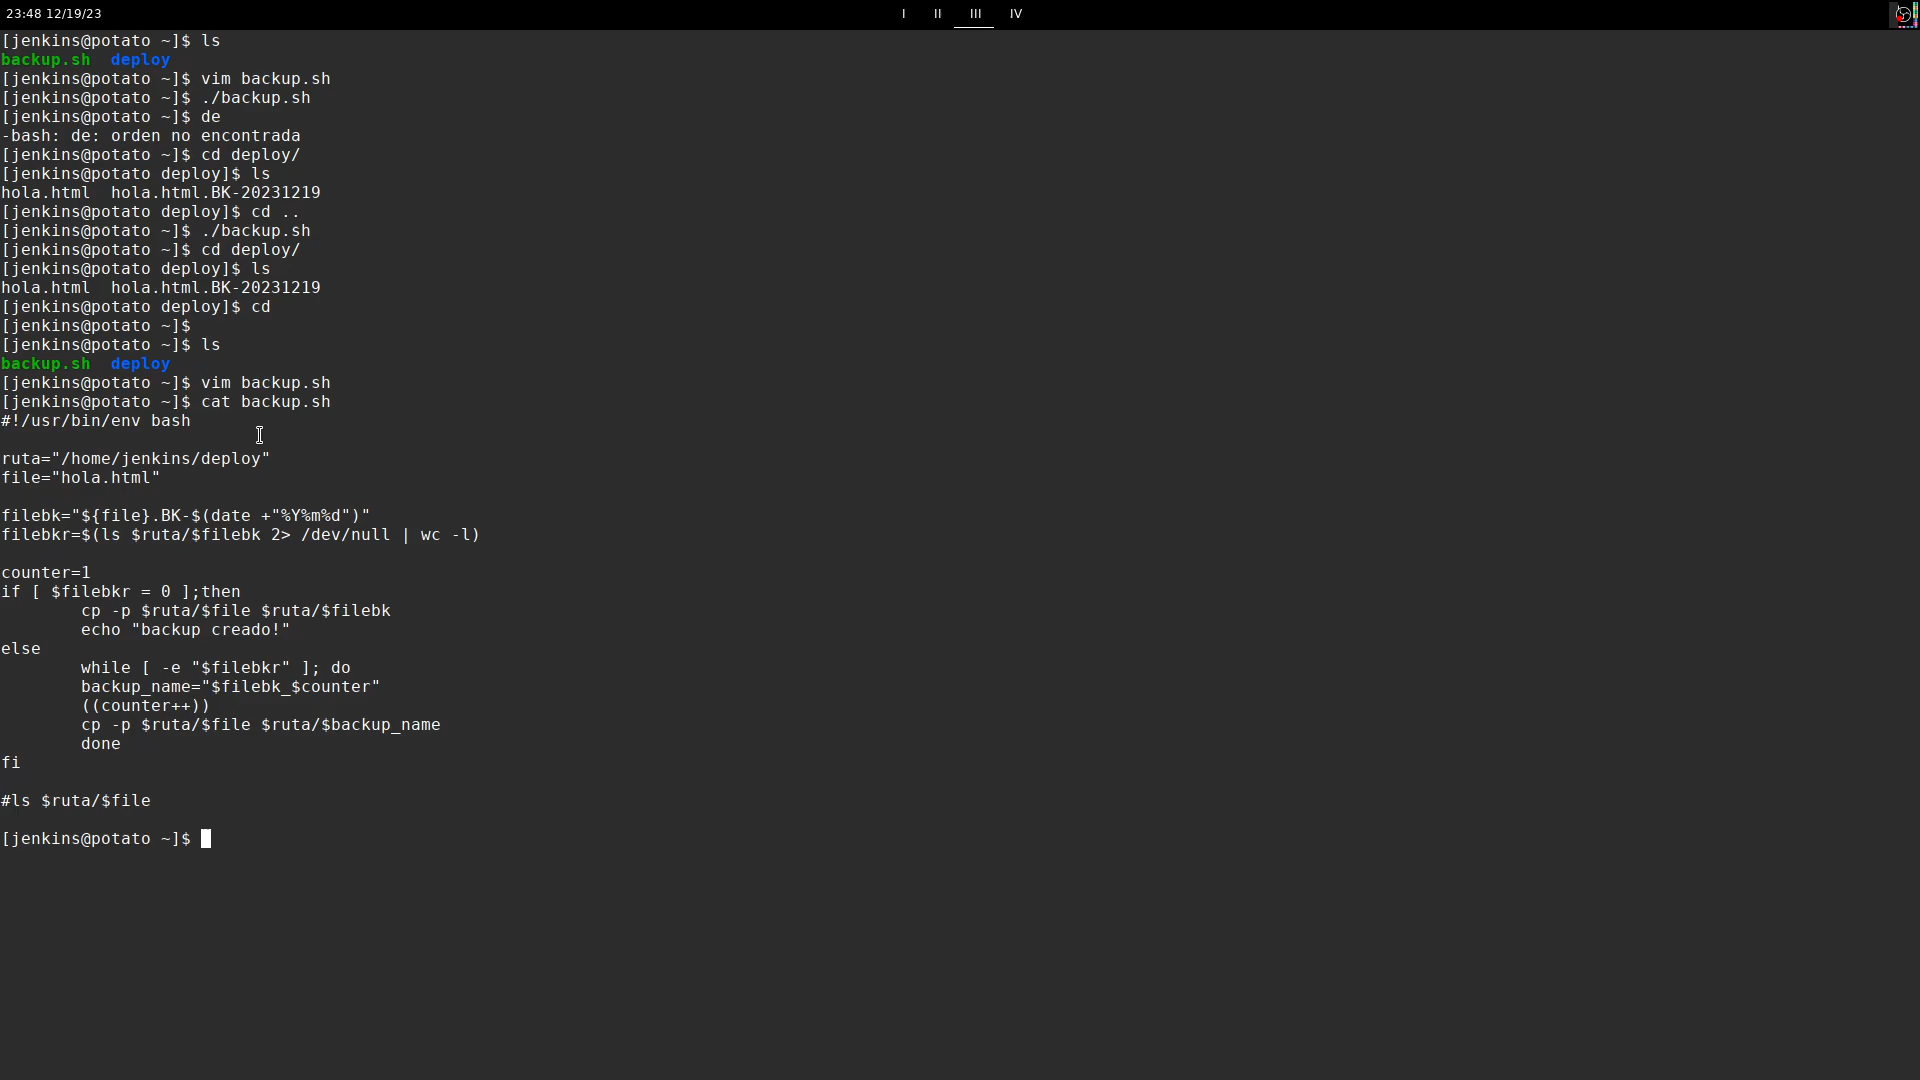 23:48 12/19/23 I II III IV
[jenkins@potato ~]$ ls
backup.sh  deploy
[jenkins@potato ~]$ vim backup.sh
[jenkins@potato ~]$ ./backup.sh
[jenkins@potato ~]$ de
-bash: de: orden no encontrada
[jenkins@potato ~]$ cd deploy/
[jenkins@potato deploy]$ ls
hola.html  hola.html.BK-20231219
[jenkins@potato deploy]$ cd ..
[jenkins@potato ~]$ ./backup.sh
[jenkins@potato ~]$ cd deploy/
[jenkins@potato deploy]$ ls
hola.html  hola.html.BK-20231219
[jenkins@potato deploy]$ cd
[jenkins@potato ~]$
[jenkins@potato ~]$ ls
backup.sh  deploy
[jenkins@potato ~]$ vim backup.sh
[jenkins@potato ~]$ cat backup.sh
#!/usr/bin/env bash
ruta="/home/jenkins/deploy"
file="hola.html"
filebk="${file}.BK-$(date +"%Y%m%d")"
filebkr=$(ls $ruta/$filebk 2> /dev/null | wc -l)
counter=1
if [ $filebkr = 0 ];then
        cp -p $ruta/$file $ruta/$filebk
        echo "backup creado!"
else
        while [ -e "$filebkr" ]; do
        backup_name="$filebk_$counter"
        ((counter++))
        cp -p $ruta/$file $ruta/$backup_name
        done
fi
#ls $ruta/$file
[jenkins@potato ~]$